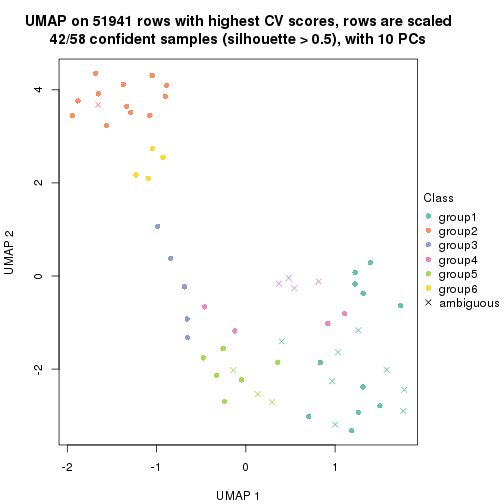 UMAP on 51941 rows with highest CV scores, rows are scaled
42/58 confident samples (silhouette > 0.5), with 10 PCs
4
2
0
-2
UMAP 2
-2
-1
0
1
UMAP 1
Class
group1
group2
group3
group4
group5
group6
ambiguous